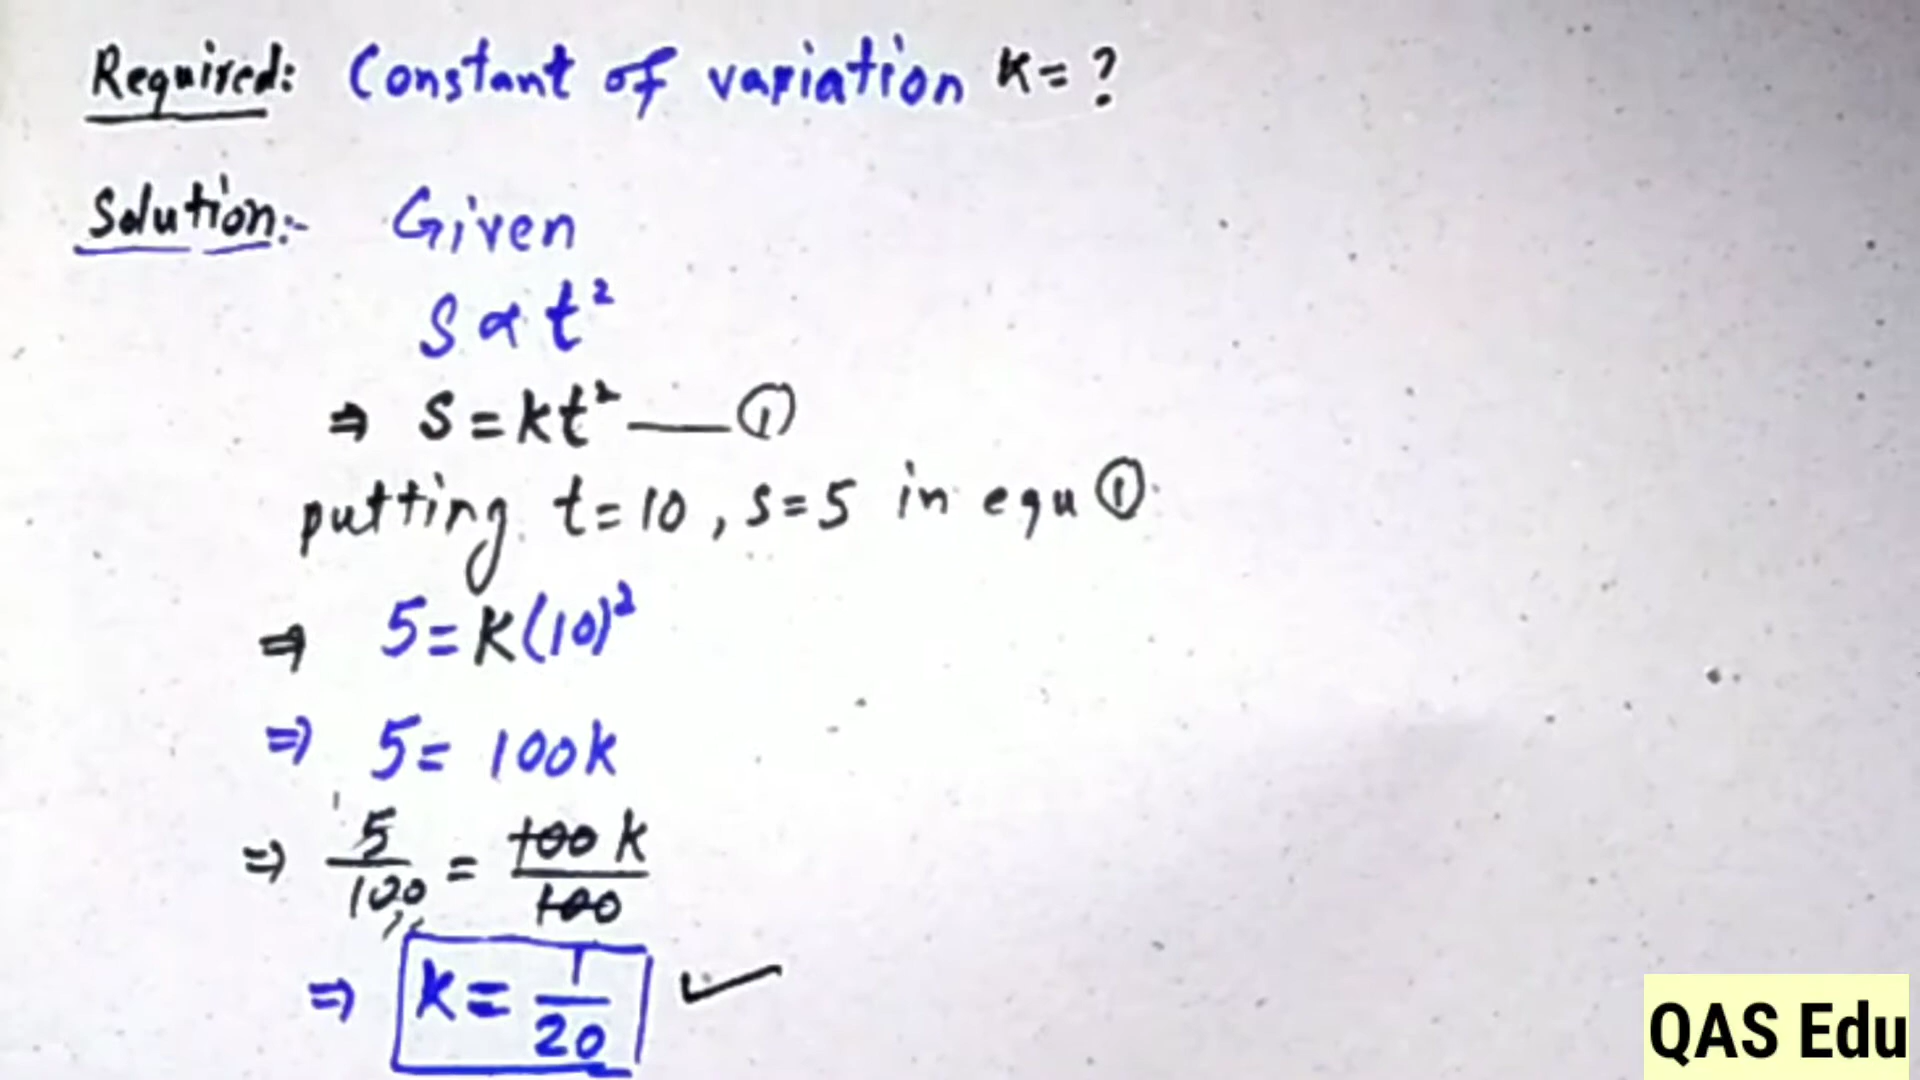 Required: Constant of variation K=?
Solution:- Given
S ∝ t²
⇒ S = kt² —— ①
putting t=10, s=5 in equ ①
⇒ 5=K(10)²
⇒ 5= 100k
⇒ 5/100 = 100 k/100
⇒ K = 1/20 ✓
QAS Edu